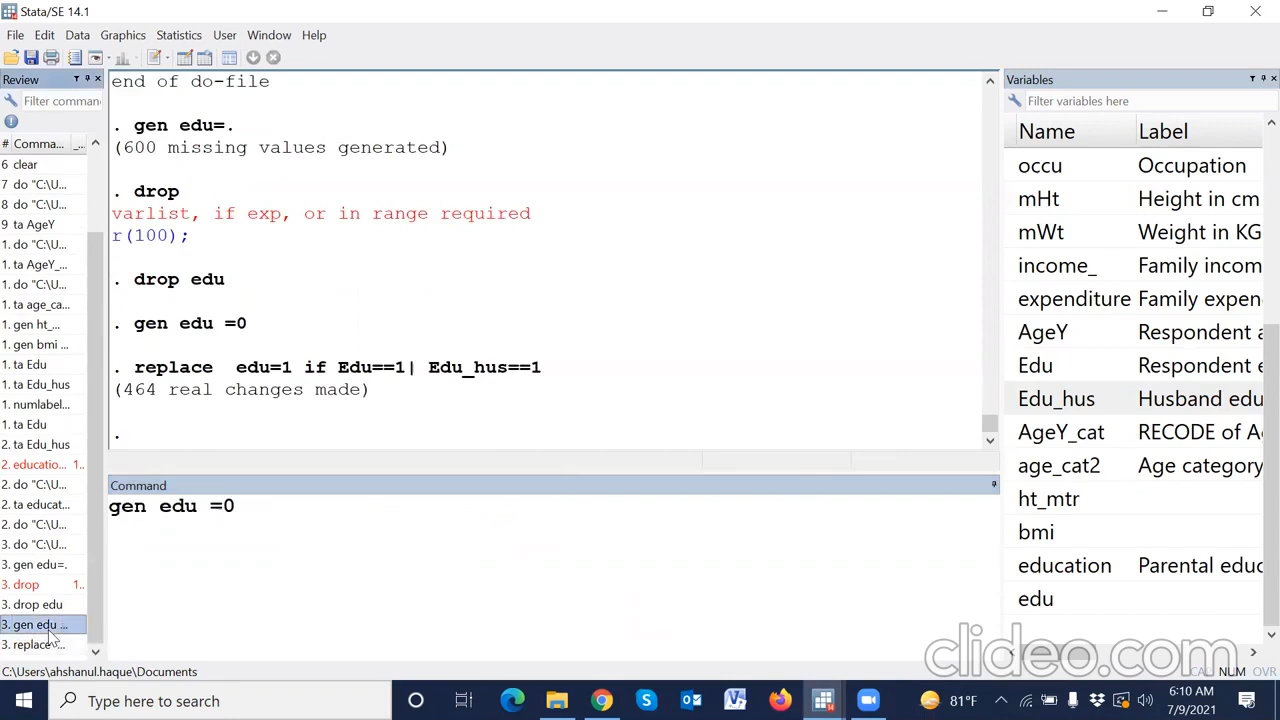 Stata/SE 14.1
File Edit Data Graphics Statistics User Window Help
Review
Filter comman
# Comma... _...
6 clear
7 do "C:\U...
8 do "C:\U...
9 ta AgeY
1. do "C:\U...
1. ta AgeY_...
1. do "C:\U...
1. ta age_ca...
1. gen ht_...
1. gen bmi ...
1. ta Edu
1. ta Edu_hus
1. numlabel...
1. ta Edu
2. ta Edu_hus
2. educatio... 1..
2. do "C:\U...
2. ta educat...
2. do "C:\U...
3. do "C:\U...
3. gen edu=.
3. drop 1..
3. drop edu
3. gen edu ...
3. replace ...
end of do-file
. gen edu=.
(600 missing values generated)
. drop
varlist, if exp, or in range required
r(100);
. drop edu
. gen edu =0
. replace  edu=1 if Edu==1| Edu_hus==1
(464 real changes made)
.
Command
gen edu =0
Variables
Filter variables here
Name Label
occu Occupation
mHt Height in cm
mWt Weight in KG
income_ Family incom
expenditure Family expen
AgeY Respondent a
Edu Respondent e
Edu_hus Husband edu
AgeY_cat RECODE of Ag
age_cat2 Age category
ht_mtr
bmi
education Parental educ
edu
clideo.com
C:\Users\ahshanul.haque\Documents
CAP NUM OVR
Type here to search
81°F
6:10 AM
7/9/2021